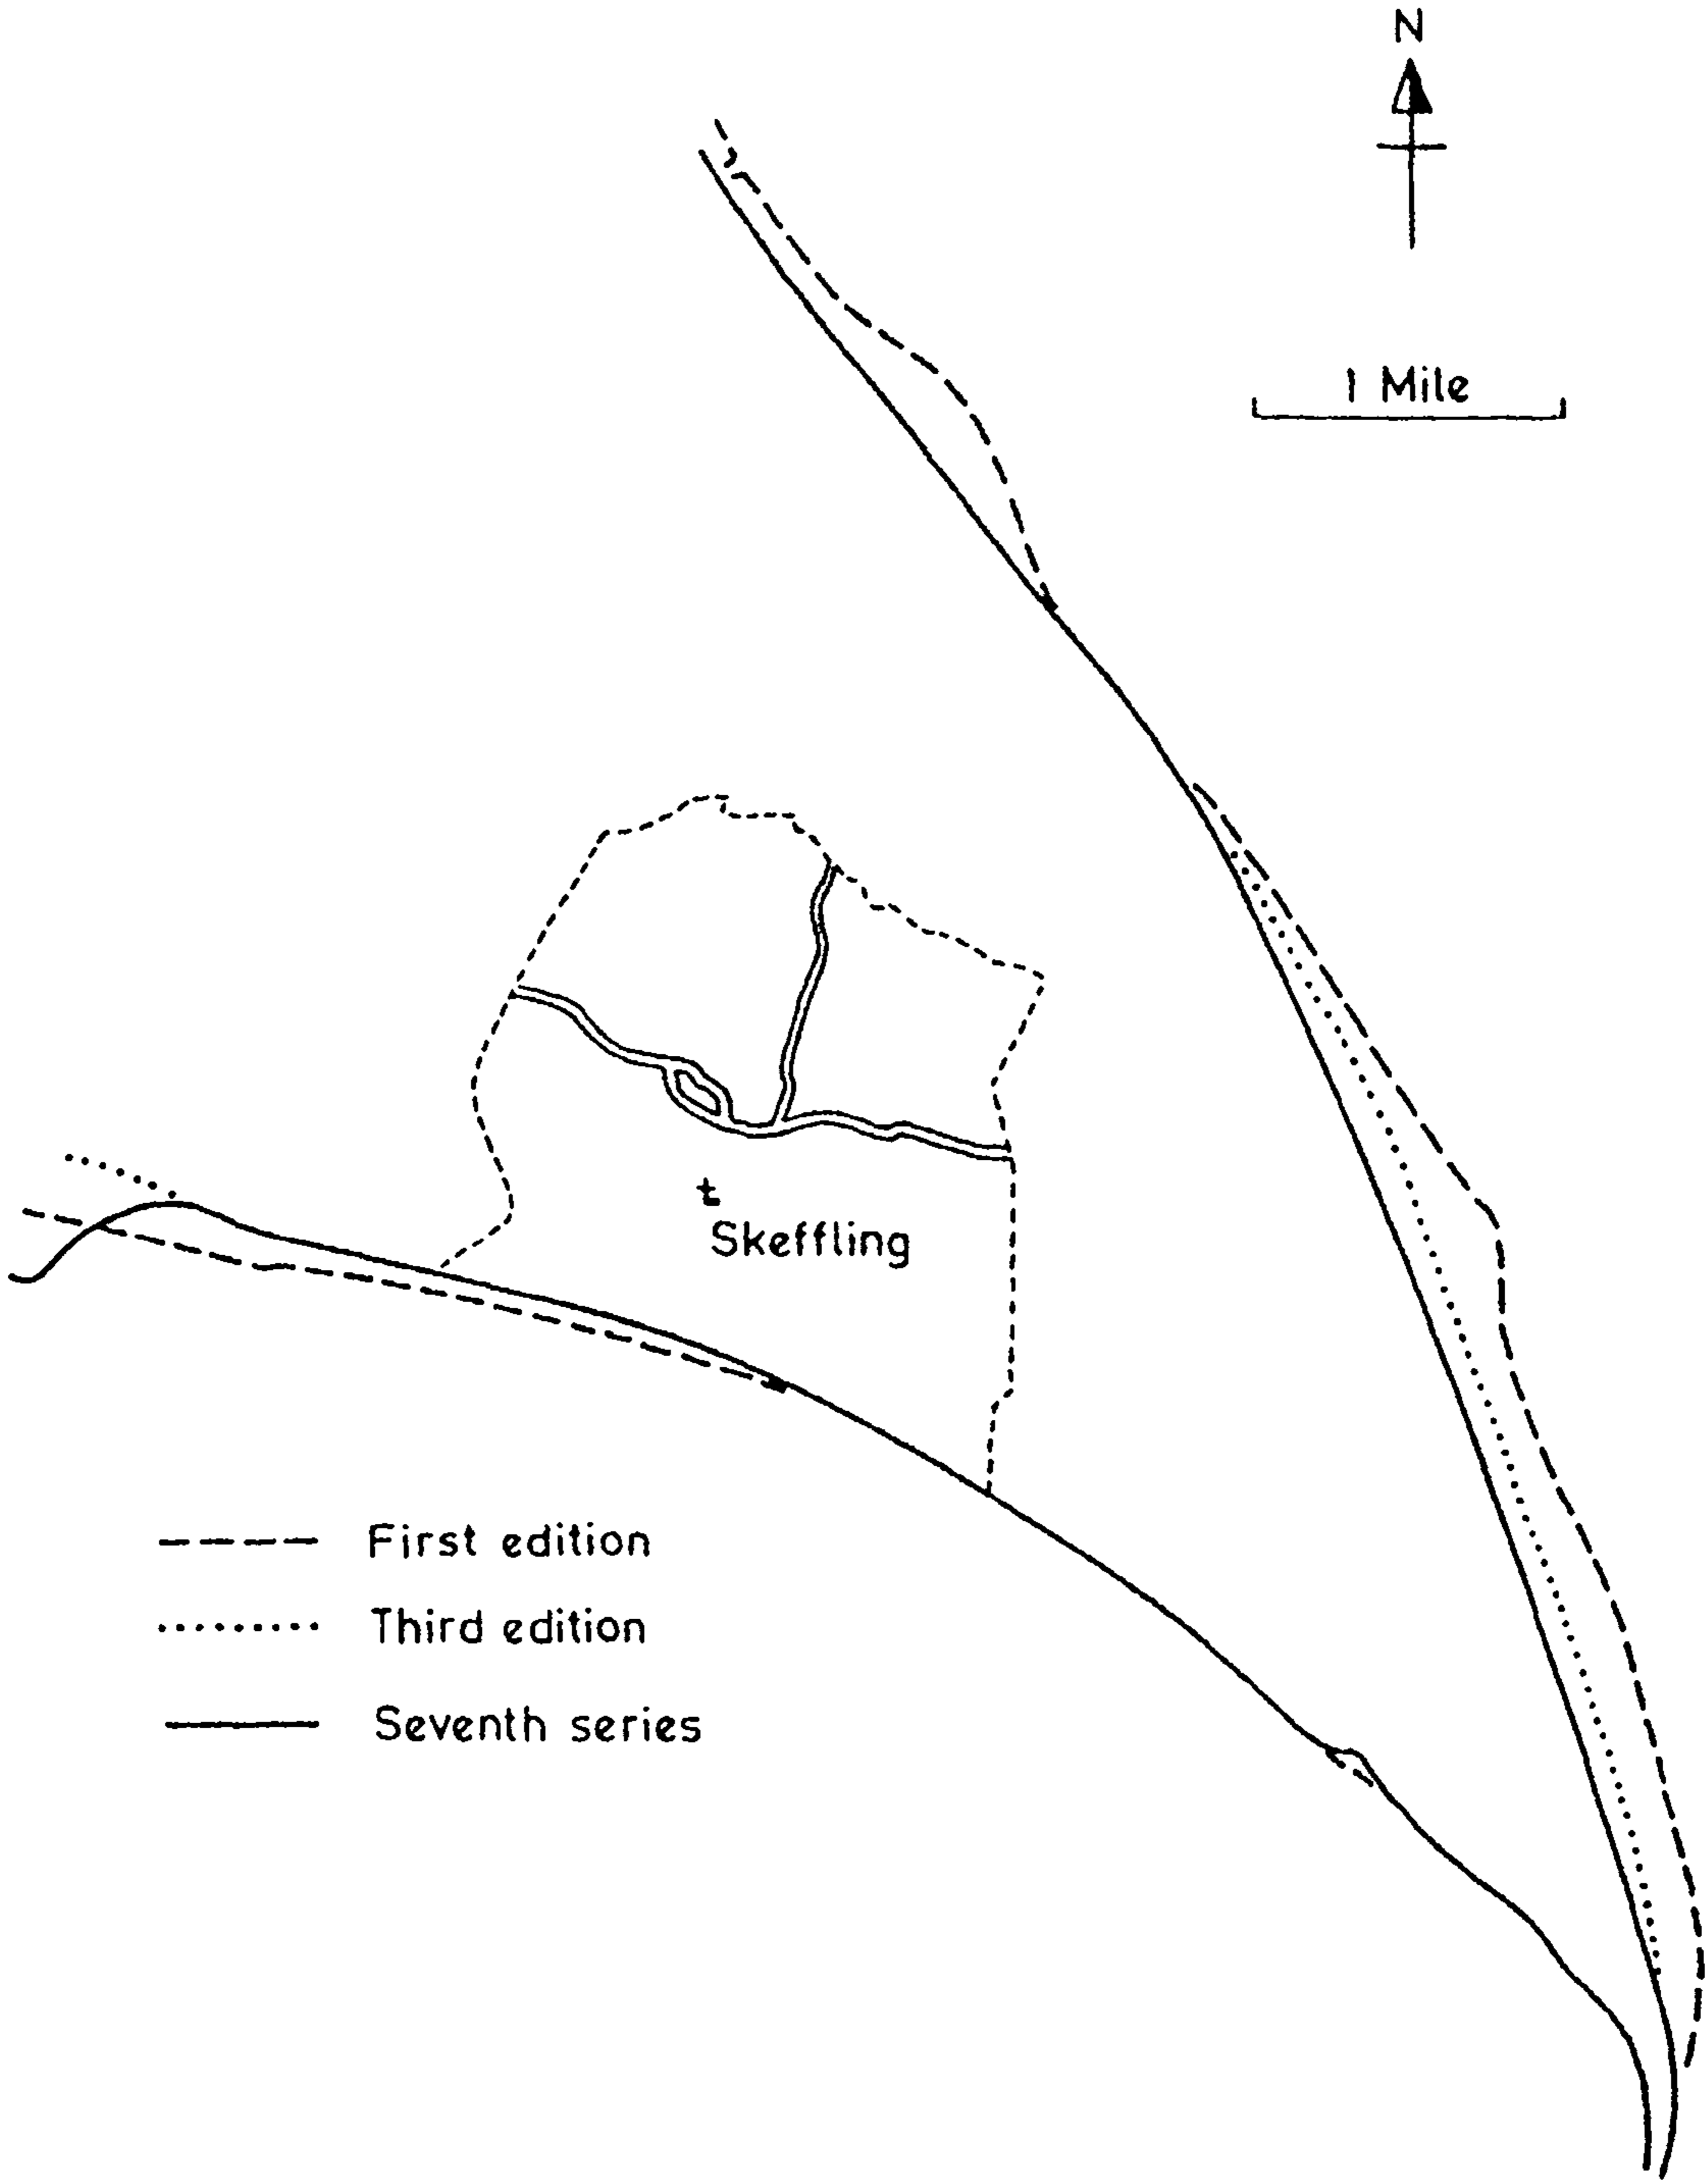 N
1 Mile
Skeffling
First edition
Third edition
Seventh series